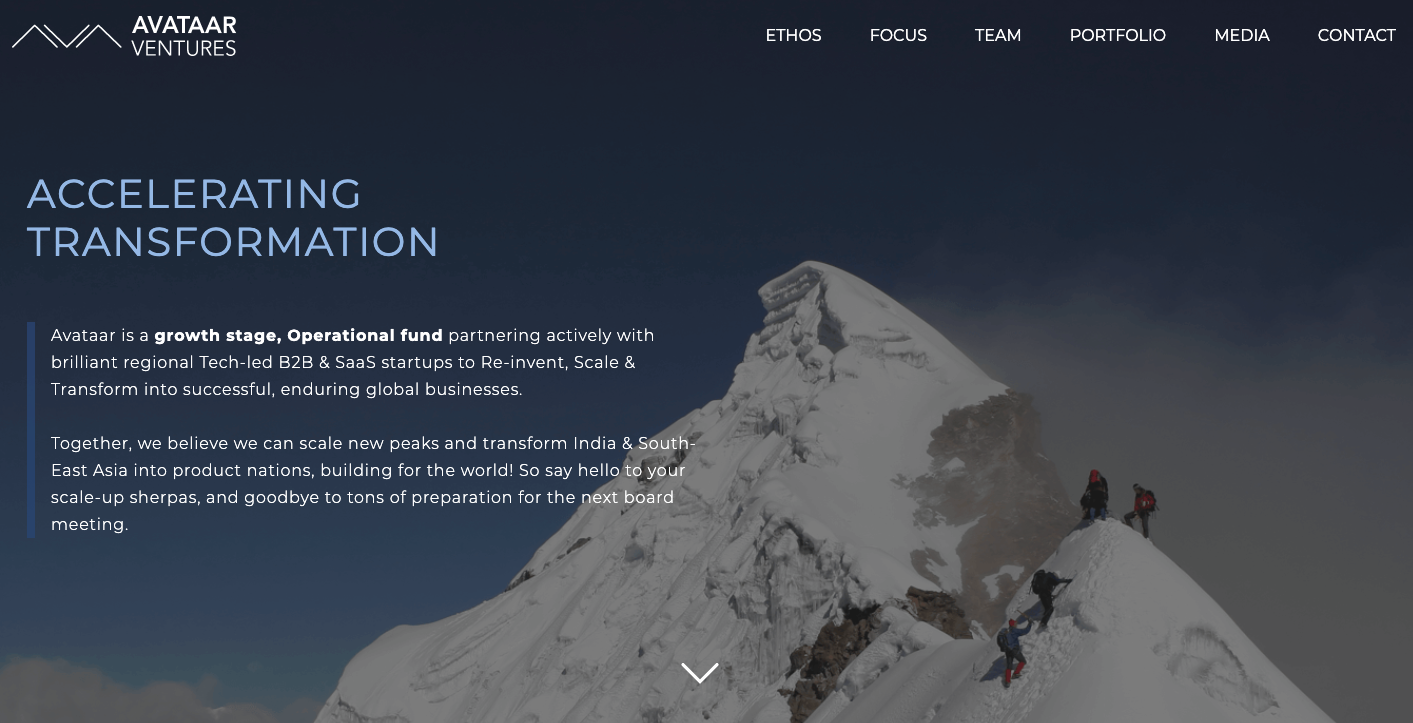 AVATAAR
VENTURES
ETHOS FOCUS TEAM PORTFOLIO MEDIA CONTACT
ACCELERATING
TRANSFORMATION
Avataar is a growth stage, Operational fund partnering actively with
brilliant regional Tech-led B2B & SaaS startups to Re-invent, Scale &
Transform into successful, enduring global businesses.
Together, we believe we can scale new peaks and transform India & South-
East Asia into product nations, building for the world! So say hello to your
scale-up sherpas, and goodbye to tons of preparation for the next board
meeting.